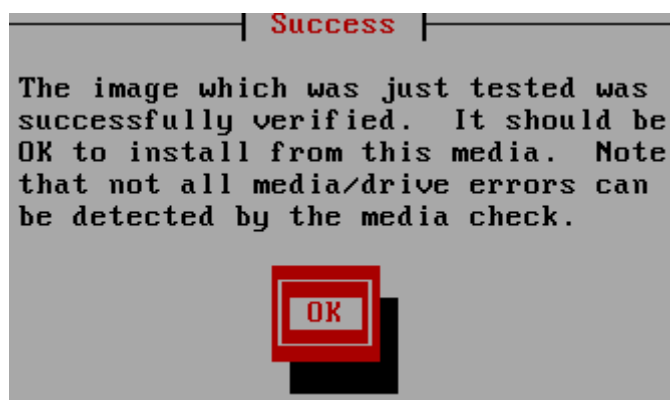 Success
The image which was just tested was
successfully verified.  It should be
OK to install from this media.  Note
that not all media/drive errors can
be detected by the media check.
OK